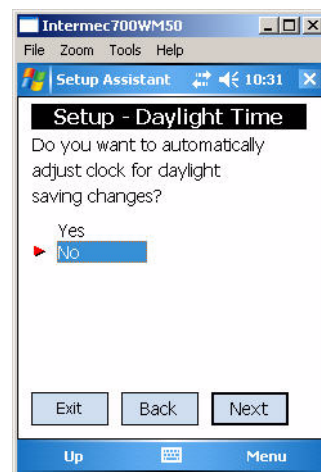 Intermec700WM50
File Zoom Tools Help
Setup Assistant 10:31
Setup - Daylight Time
Do you want to automatically
adjust clock for daylight
saving changes?
Yes
No
Exit Back Next
Up Menu